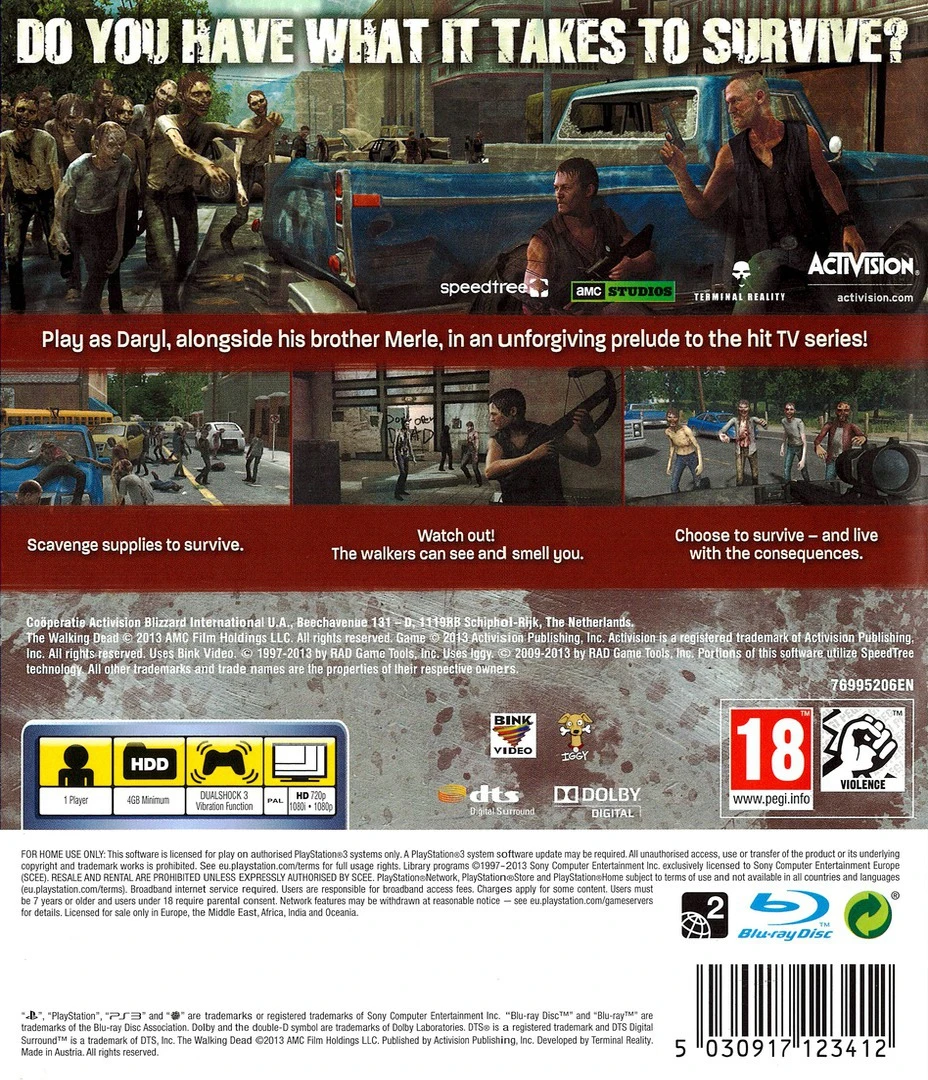 DO YOU HAVE WHAT IT TAKES TO SURVIVE?
speedtree
amc STUDIOS
TERMINAL REALITY
ACTIVISION®
activision.com
Play as Daryl, alongside his brother Merle, in an unforgiving prelude to the hit TV series!
DEAD
Scavenge supplies to survive.
Watch out!
The walkers can see and smell you.
Choose to survive – and live
with the consequences.
Coöperatie Activision Blizzard International U.A., Beechavenue 131 – D, 1119RB Schiphol-Rijk, The Netherlands.
The Walking Dead © 2013 AMC Film Holdings LLC. All rights reserved. Game © 2013 Activision Publishing, Inc. Activision is a registered trademark of Activision Publishing,
Inc. All rights reserved. Uses Bink Video. © 1997-2013 by RAD Game Tools, Inc. Uses Iggy. © 2009-2013 by RAD Game Tools, Inc. Portions of this software utilize SpeedTree
technology. All other trademarks and trade names are the properties of their respective owners.
76995206EN
HDD
1 Player
4GB Minimum
DUALSHOCK 3
Vibration Function
PAL
HD 720p
1080i • 1080p
BINK
VIDEO
IGGY
dts
Digital Surround
DOLBY
DIGITAL
18
™
www.pegi.info
™
VIOLENCE
FOR HOME USE ONLY: This software is licensed for play on authorised PlayStation®3 systems only. A PlayStation®3 system software update may be required. All unauthorised access, use or transfer of the product or its underlying
copyright and trademark works is prohibited. See eu.playstation.com/terms for full usage rights. Library programs ©1997–2013 Sony Computer Entertainment Inc. exclusively licensed to Sony Computer Entertainment Europe
(SCEE). RESALE AND RENTAL ARE PROHIBITED UNLESS EXPRESSLY AUTHORISED BY SCEE. PlayStation®Network, PlayStation®Store and PlayStation®Home subject to terms of use and not available in all countries and languages
(eu.playstation.com/terms). Broadband internet service required. Users are responsible for broadband access fees. Charges apply for some content. Users must
be 7 years or older and users under 18 require parental consent. Network features may be withdrawn at reasonable notice — see eu.playstation.com/gameservers
for details. Licensed for sale only in Europe, the Middle East, Africa, India and Oceania.
2
Blu-ray Disc™
®
“ ”, “PlayStation”, “PS3” and “ ” are trademarks or registered trademarks of Sony Computer Entertainment Inc. “Blu-ray Disc™” and “Blu-ray™” are
trademarks of the Blu-ray Disc Association. Dolby and the double-D symbol are trademarks of Dolby Laboratories. DTS® is a registered trademark and DTS Digital
Surround™ is a trademark of DTS, Inc. The Walking Dead ©2013 AMC Film Holdings LLC. Published by Activision Publishing, Inc. Developed by Terminal Reality.
Made in Austria. All rights reserved.
5 030917 123412